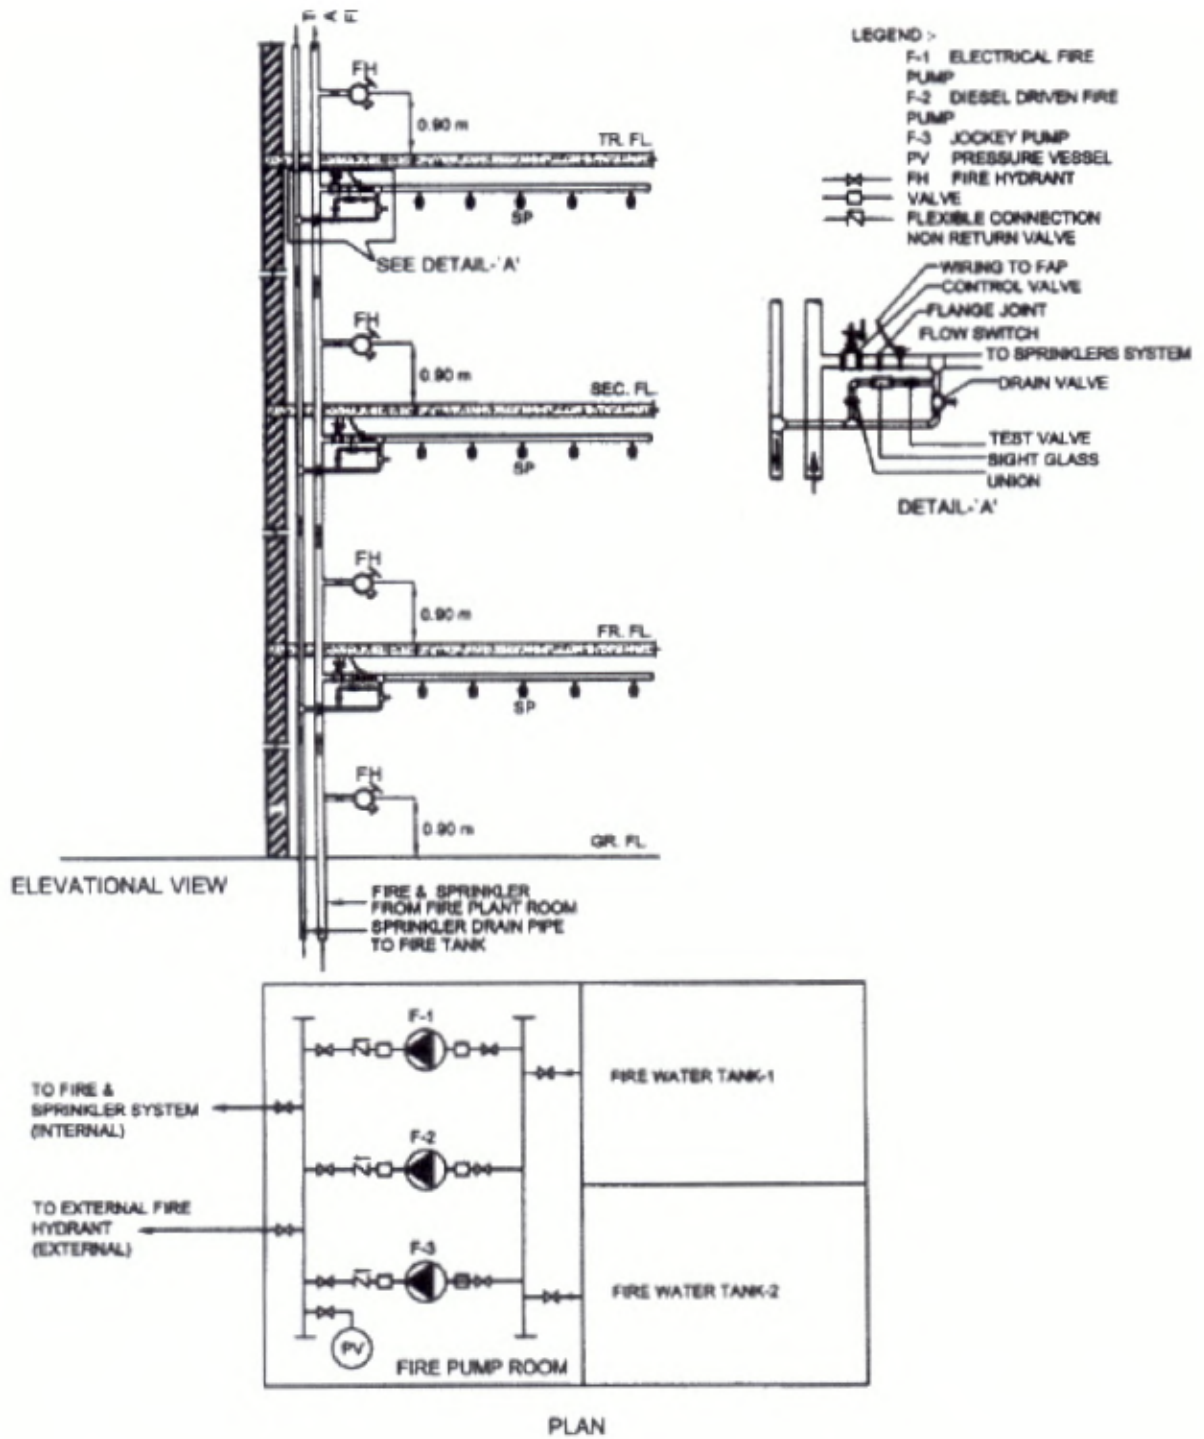 TI
A
FI
LEGEND :-
F-1 ELECTRICAL FIRE
PUMP
F-2 DIESEL DRIVEN FIRE
PUMP
F-3 JOCKEY PUMP
PV PRESSURE VESSEL
FH FIRE HYDRANT
VALVE
FLEXIBLE CONNECTION
NON RETURN VALVE
FH
0.90 m
TR. FL.
SP
SEE DETAIL-'A'
WIRING TO FAP
CONTROL VALVE
FLANGE JOINT
FLOW SWITCH
TO SPRINKLERS SYSTEM
DRAIN VALVE
TEST VALVE
SIGHT GLASS
UNION
DETAIL-'A'
FH
0.90 m
SEC. FL.
SP
FH
0.90 m
FR. FL.
SP
FH
0.90 m
GR. FL.
ELEVATIONAL VIEW
FIRE & SPRINKLER
FROM FIRE PLANT ROOM
SPRINKLER DRAIN PIPE
TO FIRE TANK
F-1
FIRE WATER TANK-1
TO FIRE &
SPRINKLER SYSTEM
(INTERNAL)
F-2
TO EXTERNAL FIRE
HYDRANT
(EXTERNAL)
F-3
FIRE WATER TANK-2
PV
FIRE PUMP ROOM
PLAN